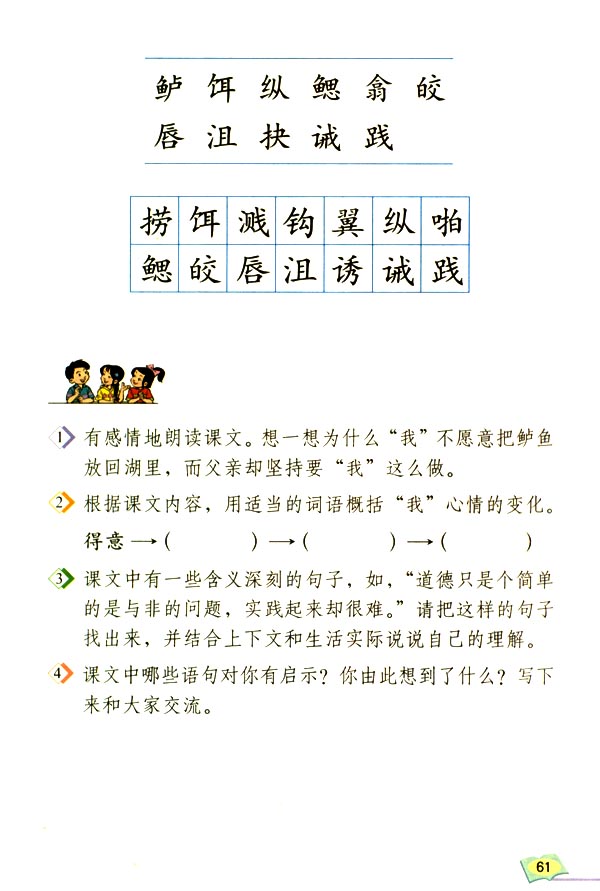 鲈 饵 纵 鳃 翕 皎
唇 沮 抉 诫 践
捞 饵 溅 钩 翼 纵 啪
鳃 皎 唇 沮 诱 诫 践
1 有感情地朗读课文。想一想为什么“我”不愿意把鲈鱼
放回湖里，而父亲却坚持要“我”这么做。
2 根据课文内容，用适当的词语概括“我”心情的变化。
得意→（　　　）→（　　　）→（　　　）
3 课文中有一些含义深刻的句子，如，“道德只是个简单
的是与非的问题，实践起来却很难。”请把这样的句子
找出来，并结合上下文和生活实际说说自己的理解。
4 课文中哪些语句对你有启示？你由此想到了什么？写下
来和大家交流。
61